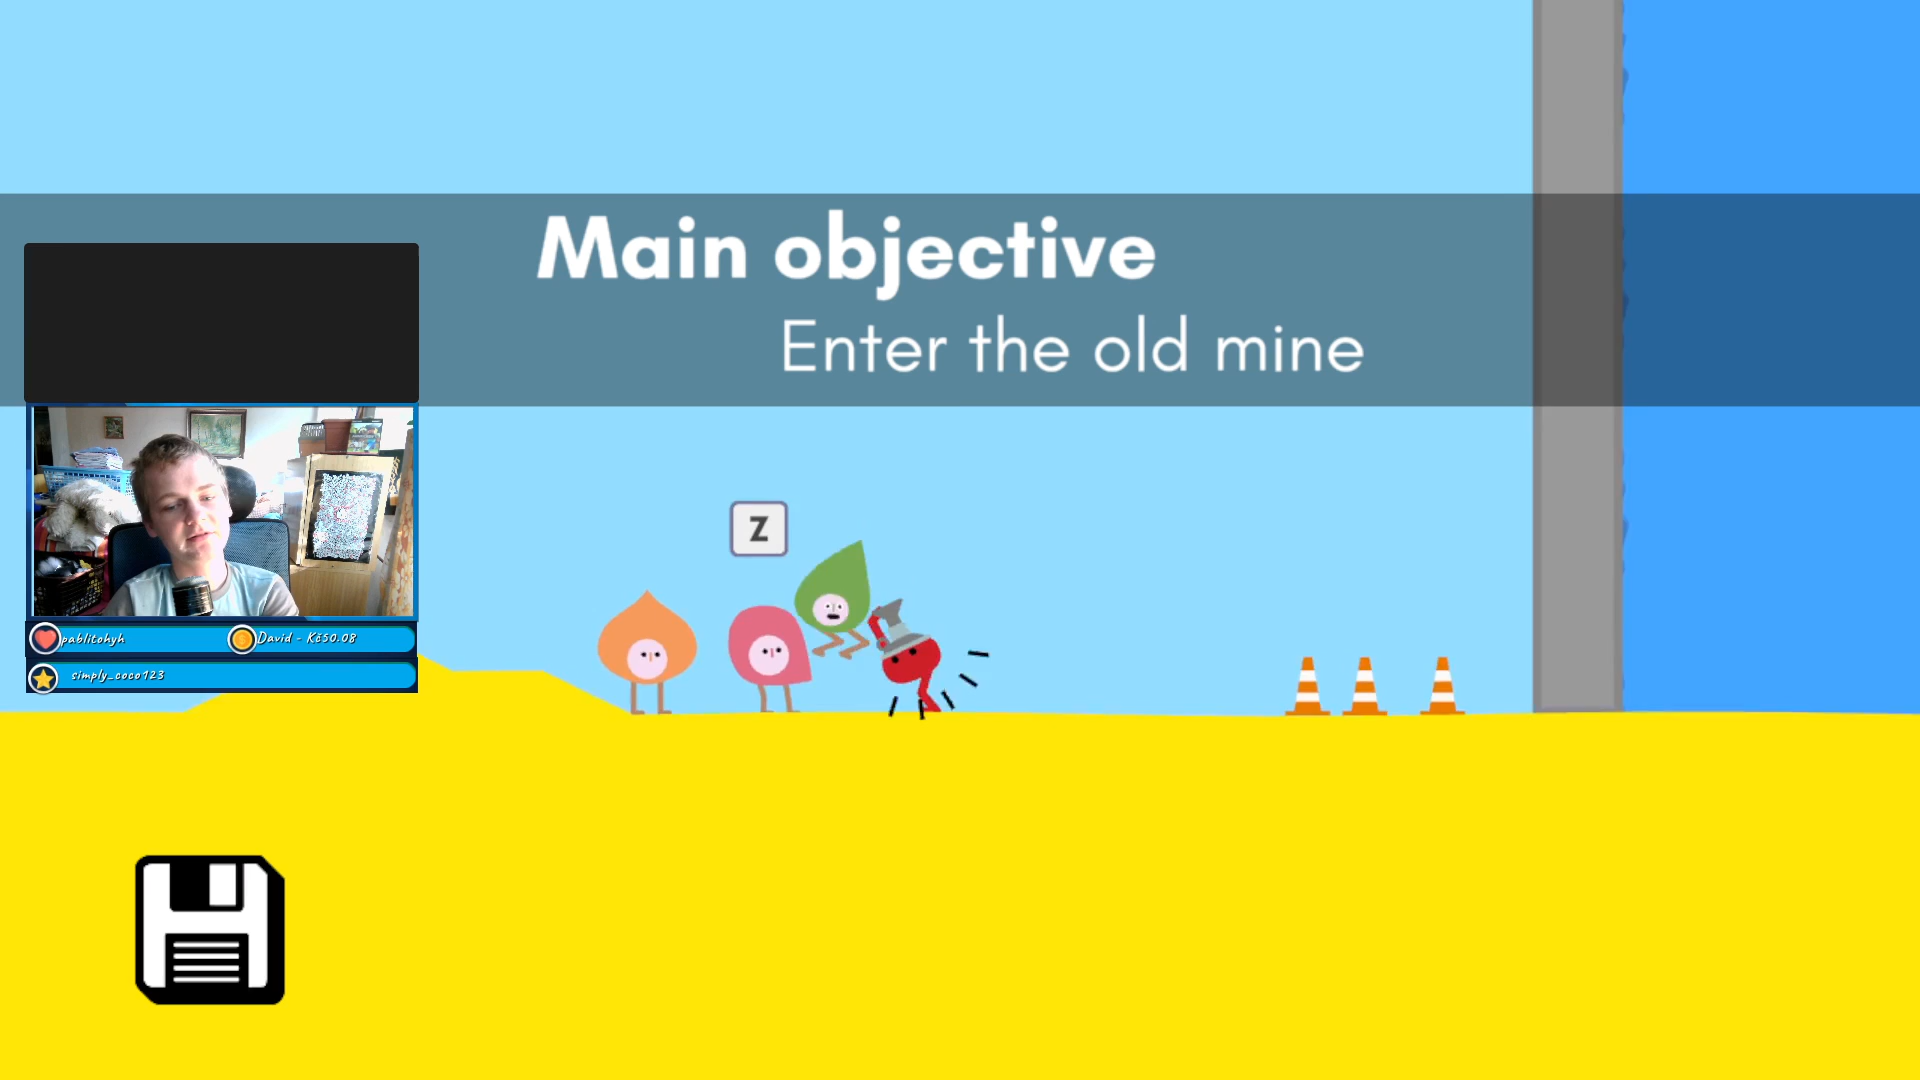 Main objective
Enter the old mine
Z
pablitohyh
David - Kč50.08
simply_coco123